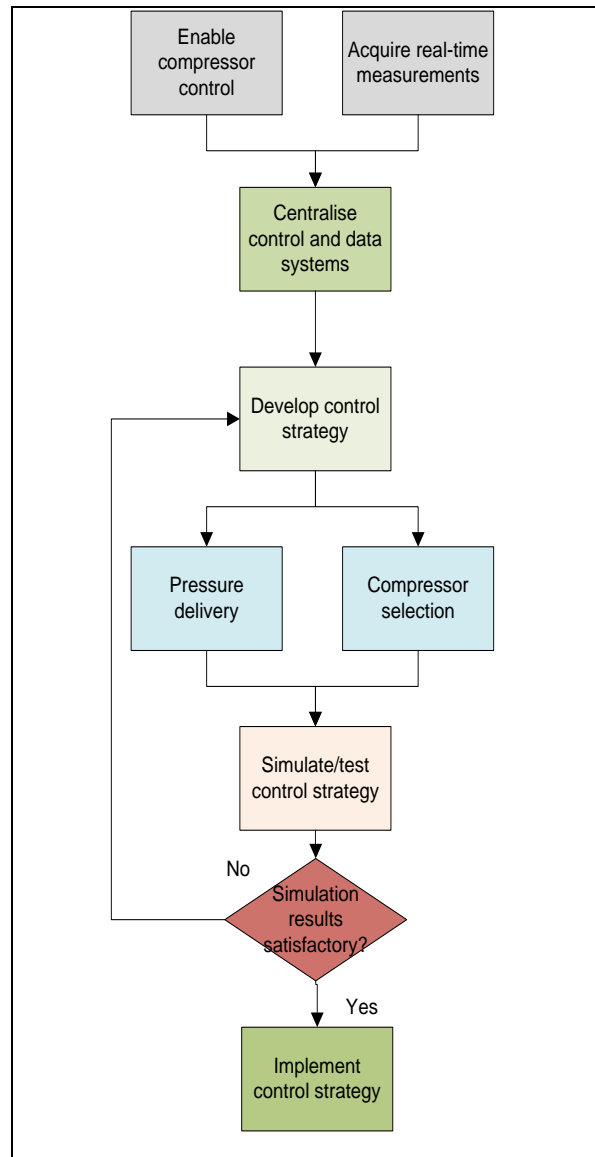 Enable
compressor
control
Acquire real-time
measurements
Centralise
control and data
systems
Develop control
strategy
Pressure
delivery
Compressor
selection
Simulate/test
control strategy
No
Simulation
results
satisfactory?
Yes
Implement
control strategy